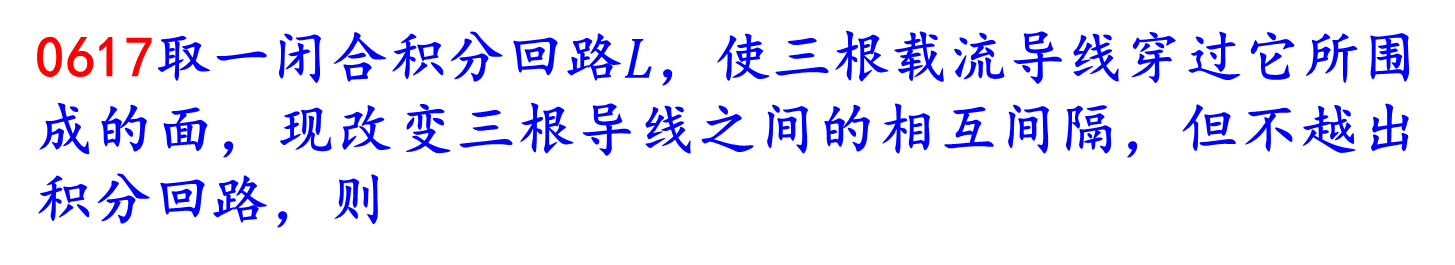 0617取一闭合积分回路L，使三根载流导线穿过它所围
成的面，现改变三根导线之间的相互间隔，但不越出
积分回路，则